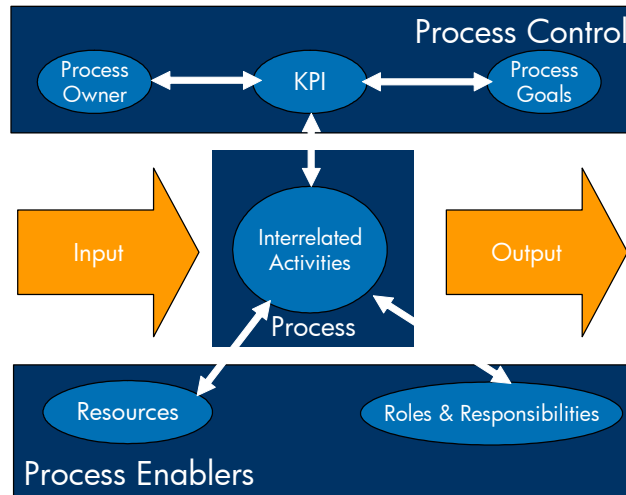 Process Control
Process
Owner
KPI
Process
Goals
Input
Interrelated
Activities
Process
Output
Resources
Roles & Responsibilities
Process Enablers